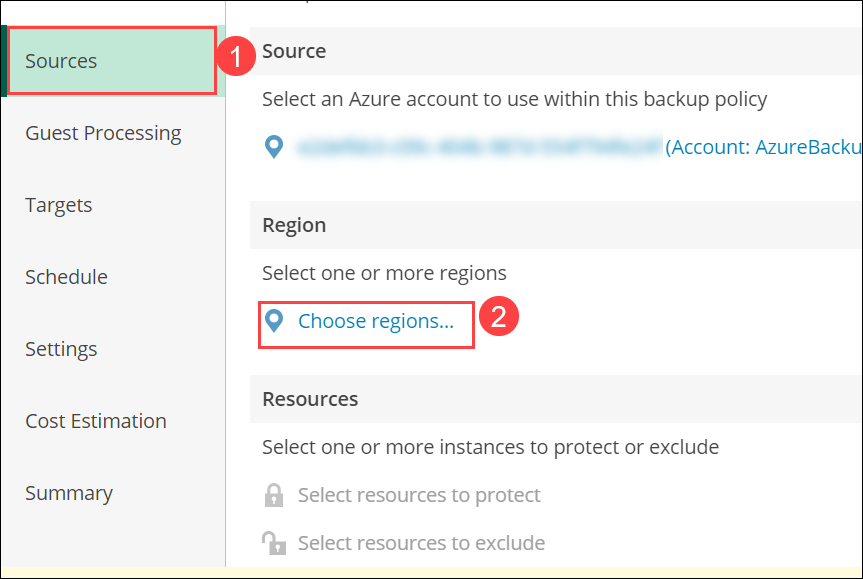 Sources
1
Guest Processing
Targets
Schedule
Settings
Cost Estimation
Summary
Source
Select an Azure account to use within this backup policy
(Account: AzureBacku
Region
Select one or more regions
Choose regions...
2
Resources
Select one or more instances to protect or exclude
Select resources to protect
Select resources to exclude